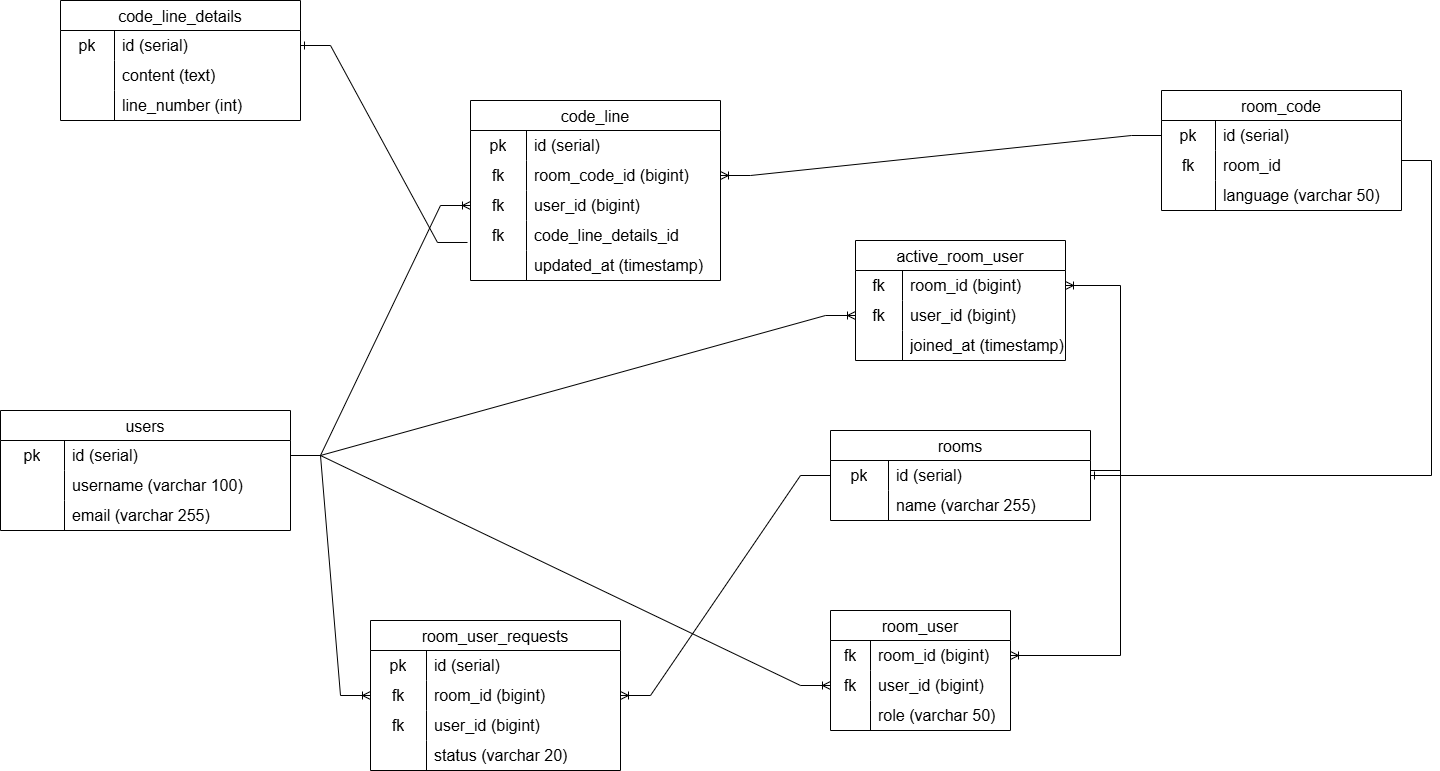 code_line_details
pk id (serial)
content (text)
line_number (int)
code_line
pk id (serial)
fk room_code_id (bigint)
fk user_id (bigint)
fk code_line_details_id
updated_at (timestamp)
room_code
pk id (serial)
fk room_id
language (varchar 50)
active_room_user
fk room_id (bigint)
fk user_id (bigint)
joined_at (timestamp)
users
pk id (serial)
username (varchar 100)
email (varchar 255)
rooms
pk id (serial)
name (varchar 255)
room_user_requests
pk id (serial)
fk room_id (bigint)
fk user_id (bigint)
status (varchar 20)
room_user
fk room_id (bigint)
fk user_id (bigint)
role (varchar 50)